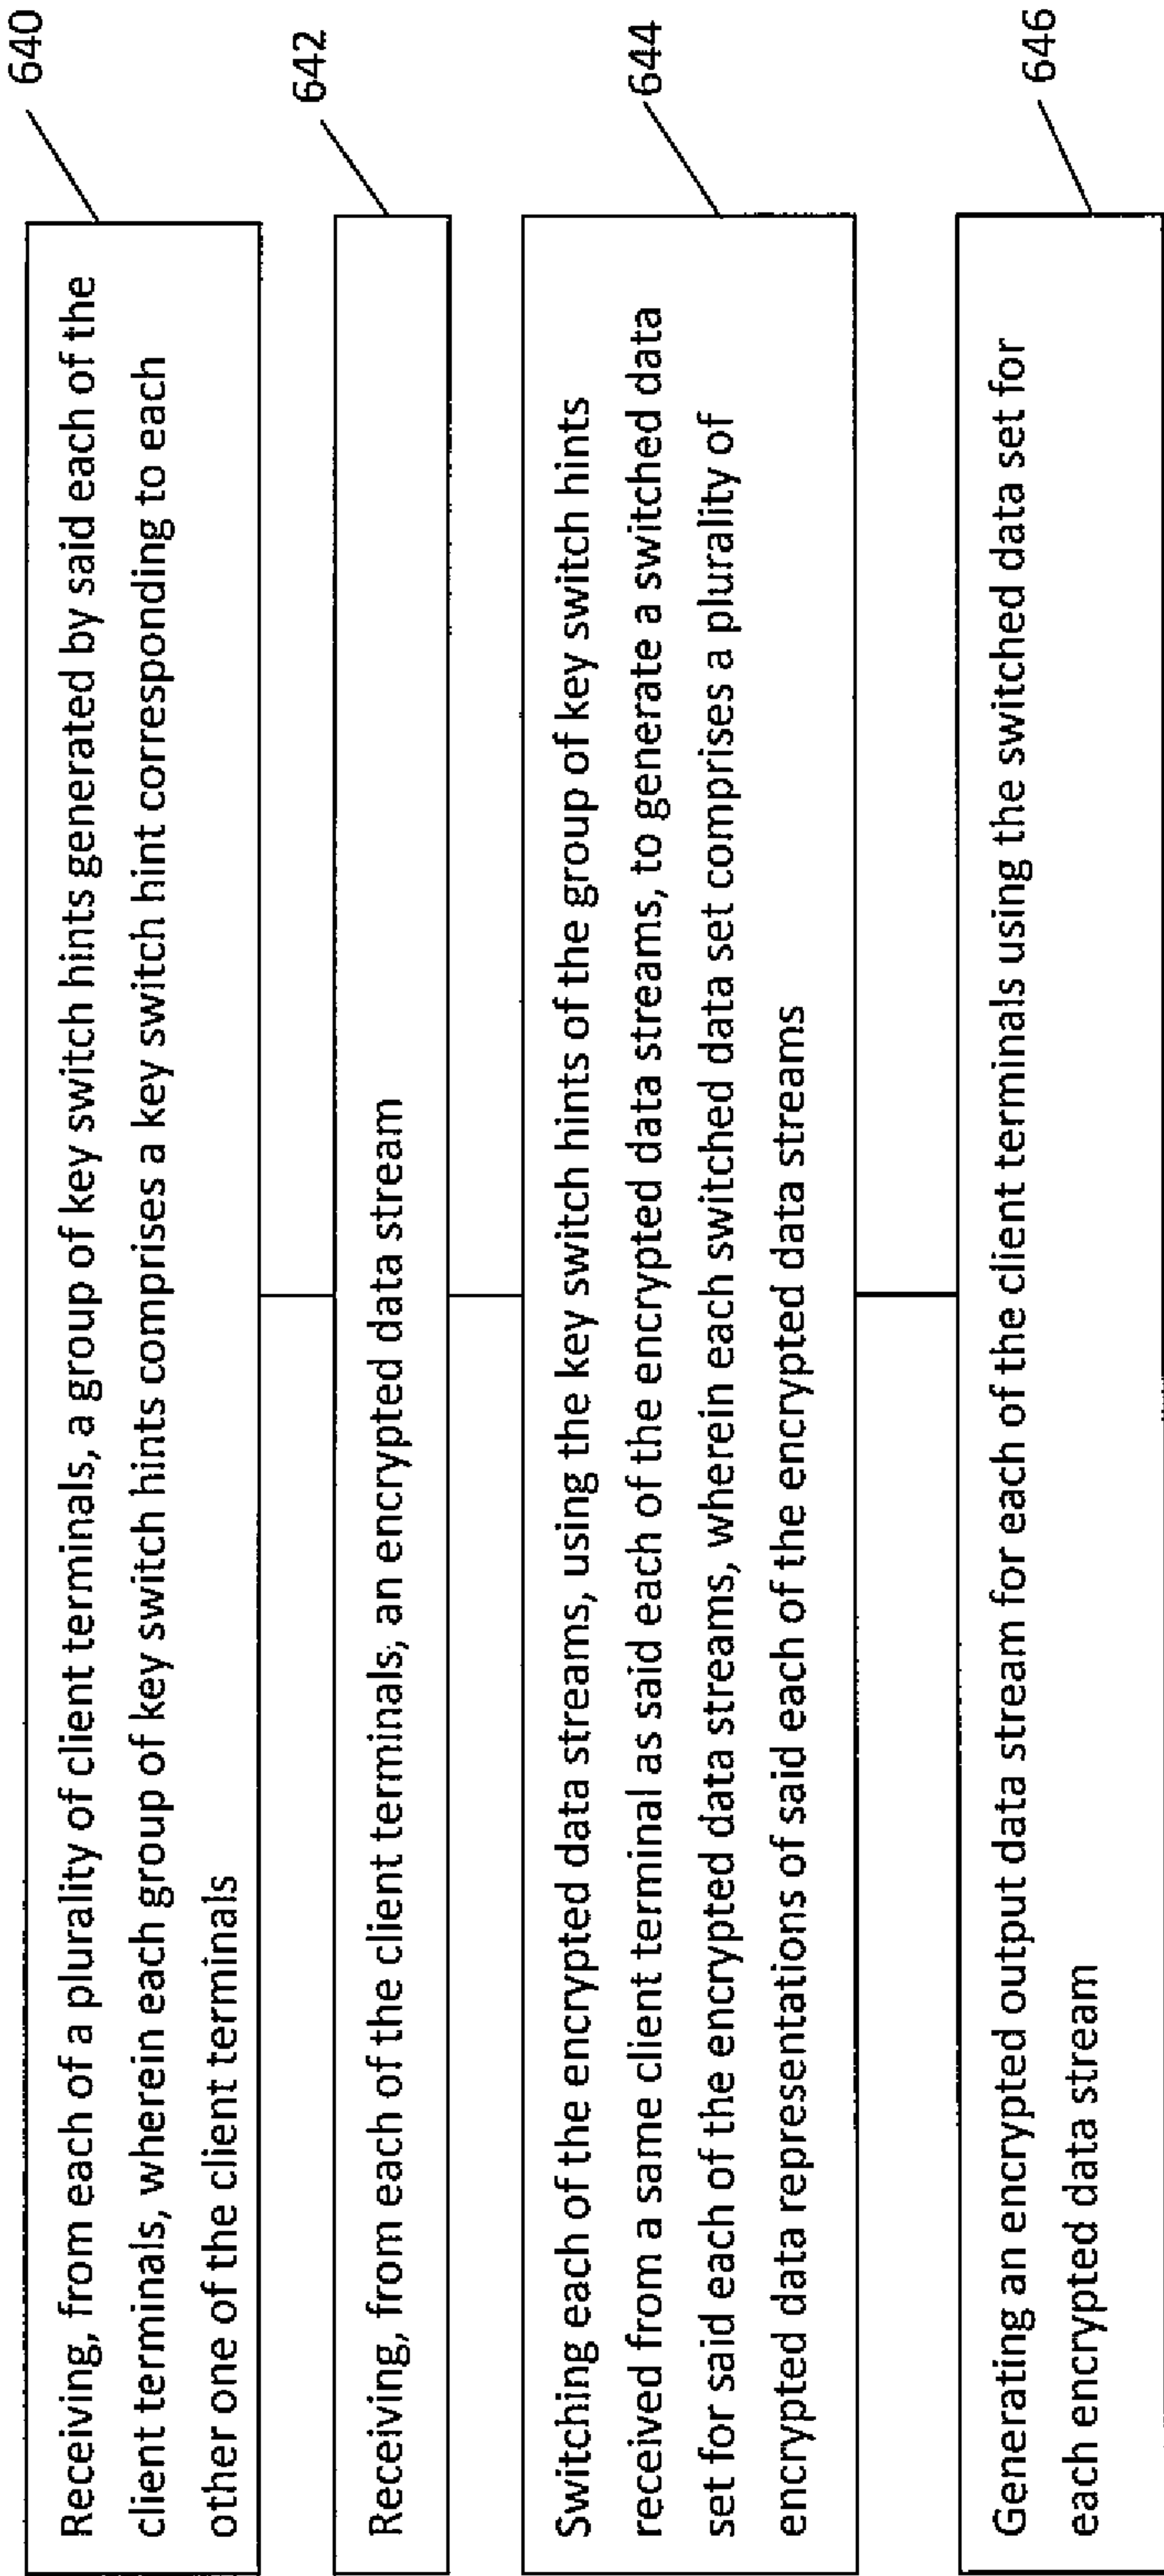 640
Receiving, from each of a plurality of client terminals, a group of key switch hints generated by said each of the
client terminals, wherein each group of key switch hints comprises a key switch hint corresponding to each
other one of the client terminals
642
Receiving, from each of the client terminals, an encrypted data stream
644
Switching each of the encrypted data streams, using the key switch hints of the group of key switch hints
received from a same client terminal as said each of the encrypted data streams, to generate a switched data
set for said each of the encrypted data streams, wherein each switched data set comprises a plurality of
encrypted data representations of said each of the encrypted data streams
646
Generating an encrypted output data stream for each of the client terminals using the switched data set for
each encrypted data stream